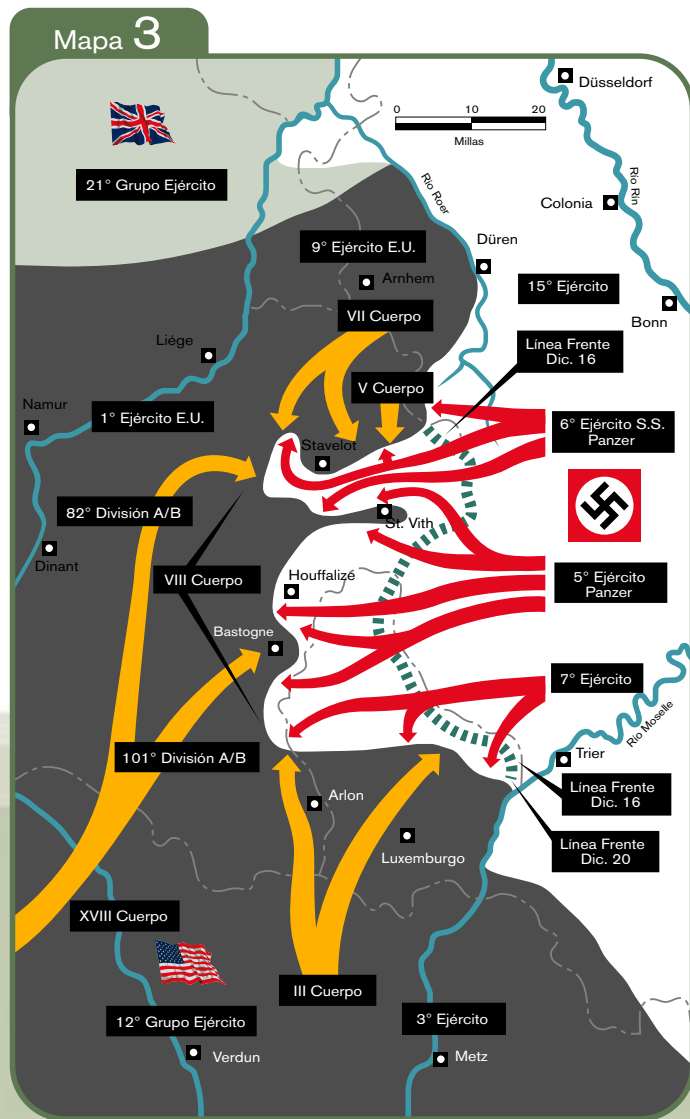 Mapa 3
Düsseldorf
0 10 20
Millas
21° Grupo Ejército
Rio Roer
Rio Rin
Colonia
9° Ejército E.U.
Düren
Arnhem
15° Ejército
Bonn
VII Cuerpo
Liége
Línea Frente
Dic. 16
V Cuerpo
Namur
1° Ejército E.U.
6° Ejército S.S.
Panzer
Stavelot
82° División A/B
St. Vith
Dinant
VIII Cuerpo
Houffalize
5° Ejército
Panzer
Bastogne
7° Ejército
Rio Moselle
101° División A/B
Trier
Línea Frente
Dic. 16
Arlon
Luxemburgo
Línea Frente
Dic. 20
XVIII Cuerpo
III Cuerpo
12° Grupo Ejército
3° Ejército
Verdun
Metz